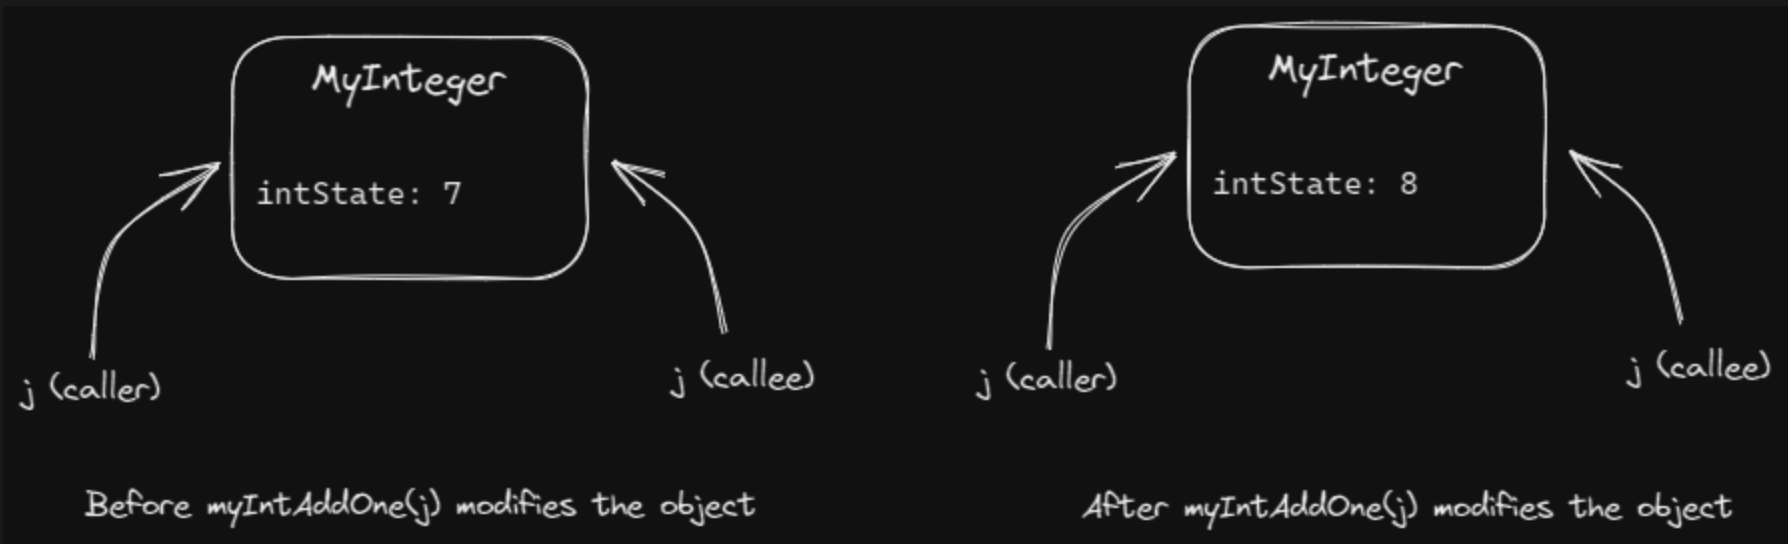 MyInteger
intState: 7
j (caller)
j (callee)
Before myIntAddOne(j) modifies the object
MyInteger
intState: 8
j (caller)
j (callee)
After myIntAddOne(j) modifies the object